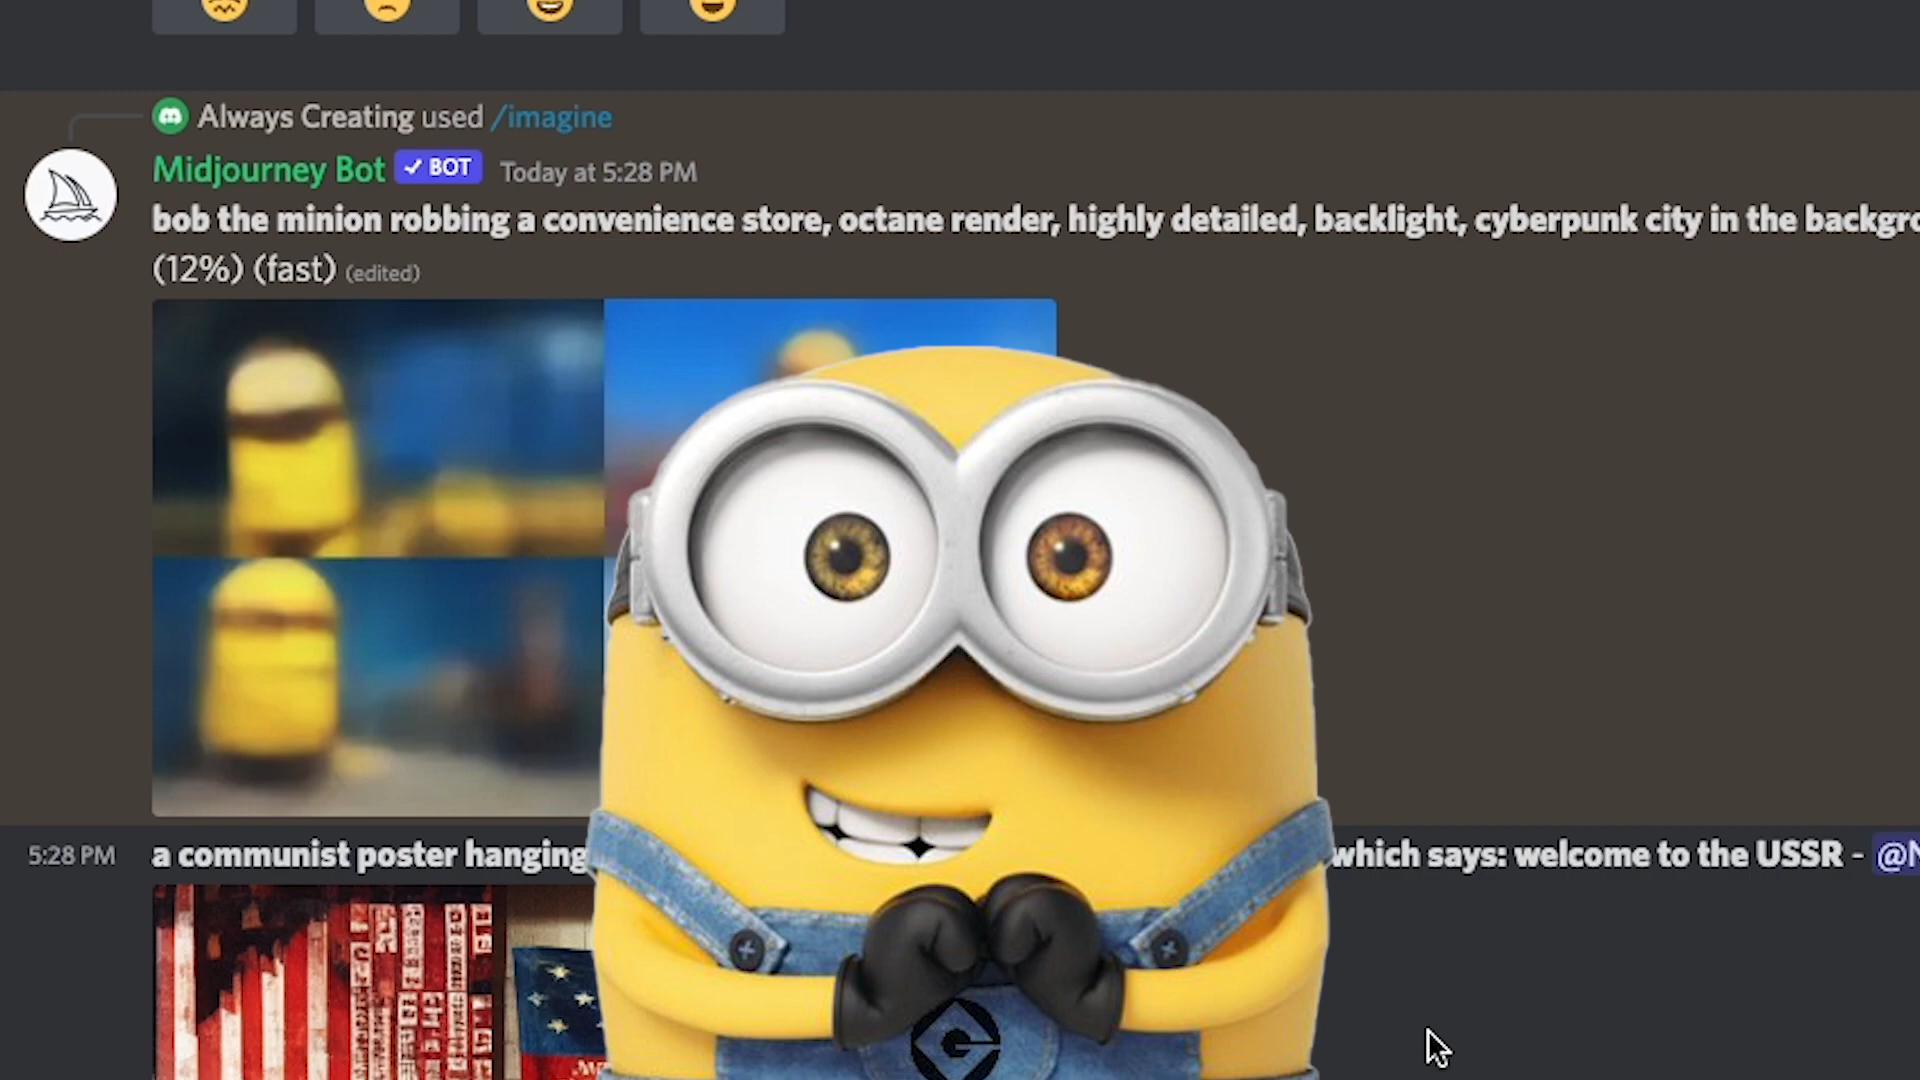 Always Creating used /imagine
Midjourney Bot ✓ BOT Today at 5:28 PM
bob the minion robbing a convenience store, octane render, highly detailed, backlight, cyberpunk city in the backgro
(12%) (fast) (edited)
5:28 PM a communist poster hanging which says: welcome to the USSR - @N